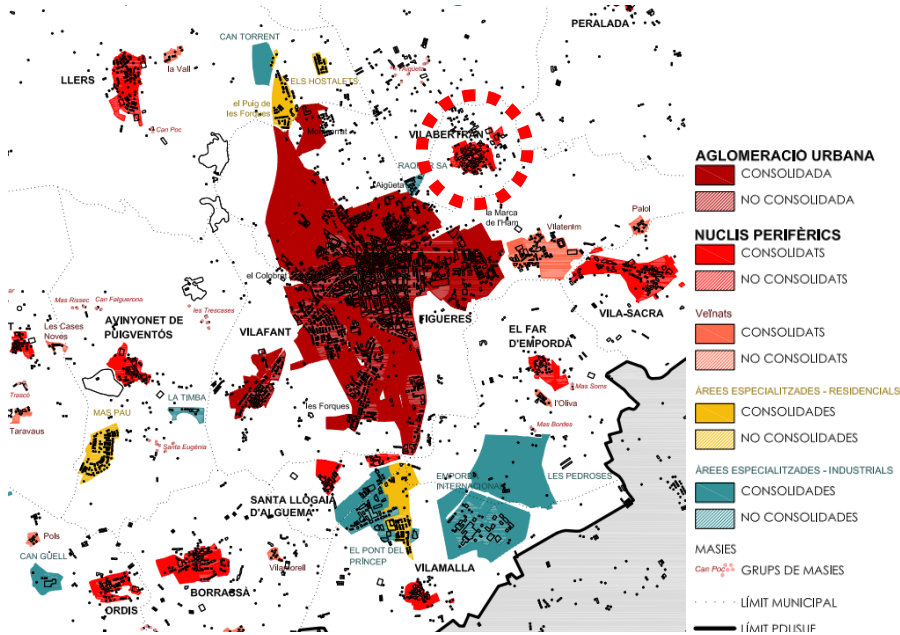 PERALADA
CAN TORRENT
la Vall
LLERS
ELS HOSTALETS
el Puig de
les Forques
Can Poc
VILABERTRAN
Aigüeta
la Marca
de l'Ham
Vilatenim
Palol
el Colobrat
Mas Rissec
Can Falguerona
les Trescases
AVINYONET DE
PUIGVENTÓS
Les Cases
Noves
VILAFANT
FIGUERES
VILA-SACRA
EL FAR
D'EMPORDÀ
Mas Soms
l'Oliva
Mas Bordes
Trascó
Taravaus
MAS PAU
LA TIMBA
Santa Eugènia
les Forques
EMPORDÀ
INTERNACIONAL
LES PEDROSES
SANTA LLOGAIA
D'ALGUEMA
EL PONT DEL
PRÍNCEP
VILAMALLA
Pols
CAN GÜELL
ORDIS
BORRASSÀ
AGLOMERACIÓ URBANA
CONSOLIDADA
NO CONSOLIDADA
NUCLIS PERIFÈRICS
CONSOLIDATS
NO CONSOLIDATS
Veïnats
CONSOLIDATS
NO CONSOLIDATS
ÀREES ESPECIALITZADES - RESIDENCIALS
CONSOLIDADES
NO CONSOLIDADES
ÀREES ESPECIALITZADES - INDUSTRIALS
CONSOLIDADES
NO CONSOLIDADES
MASIES
Can Poc GRUPS DE MASIES
LÍMIT MUNICIPAL
LÍMIT PDUSUF